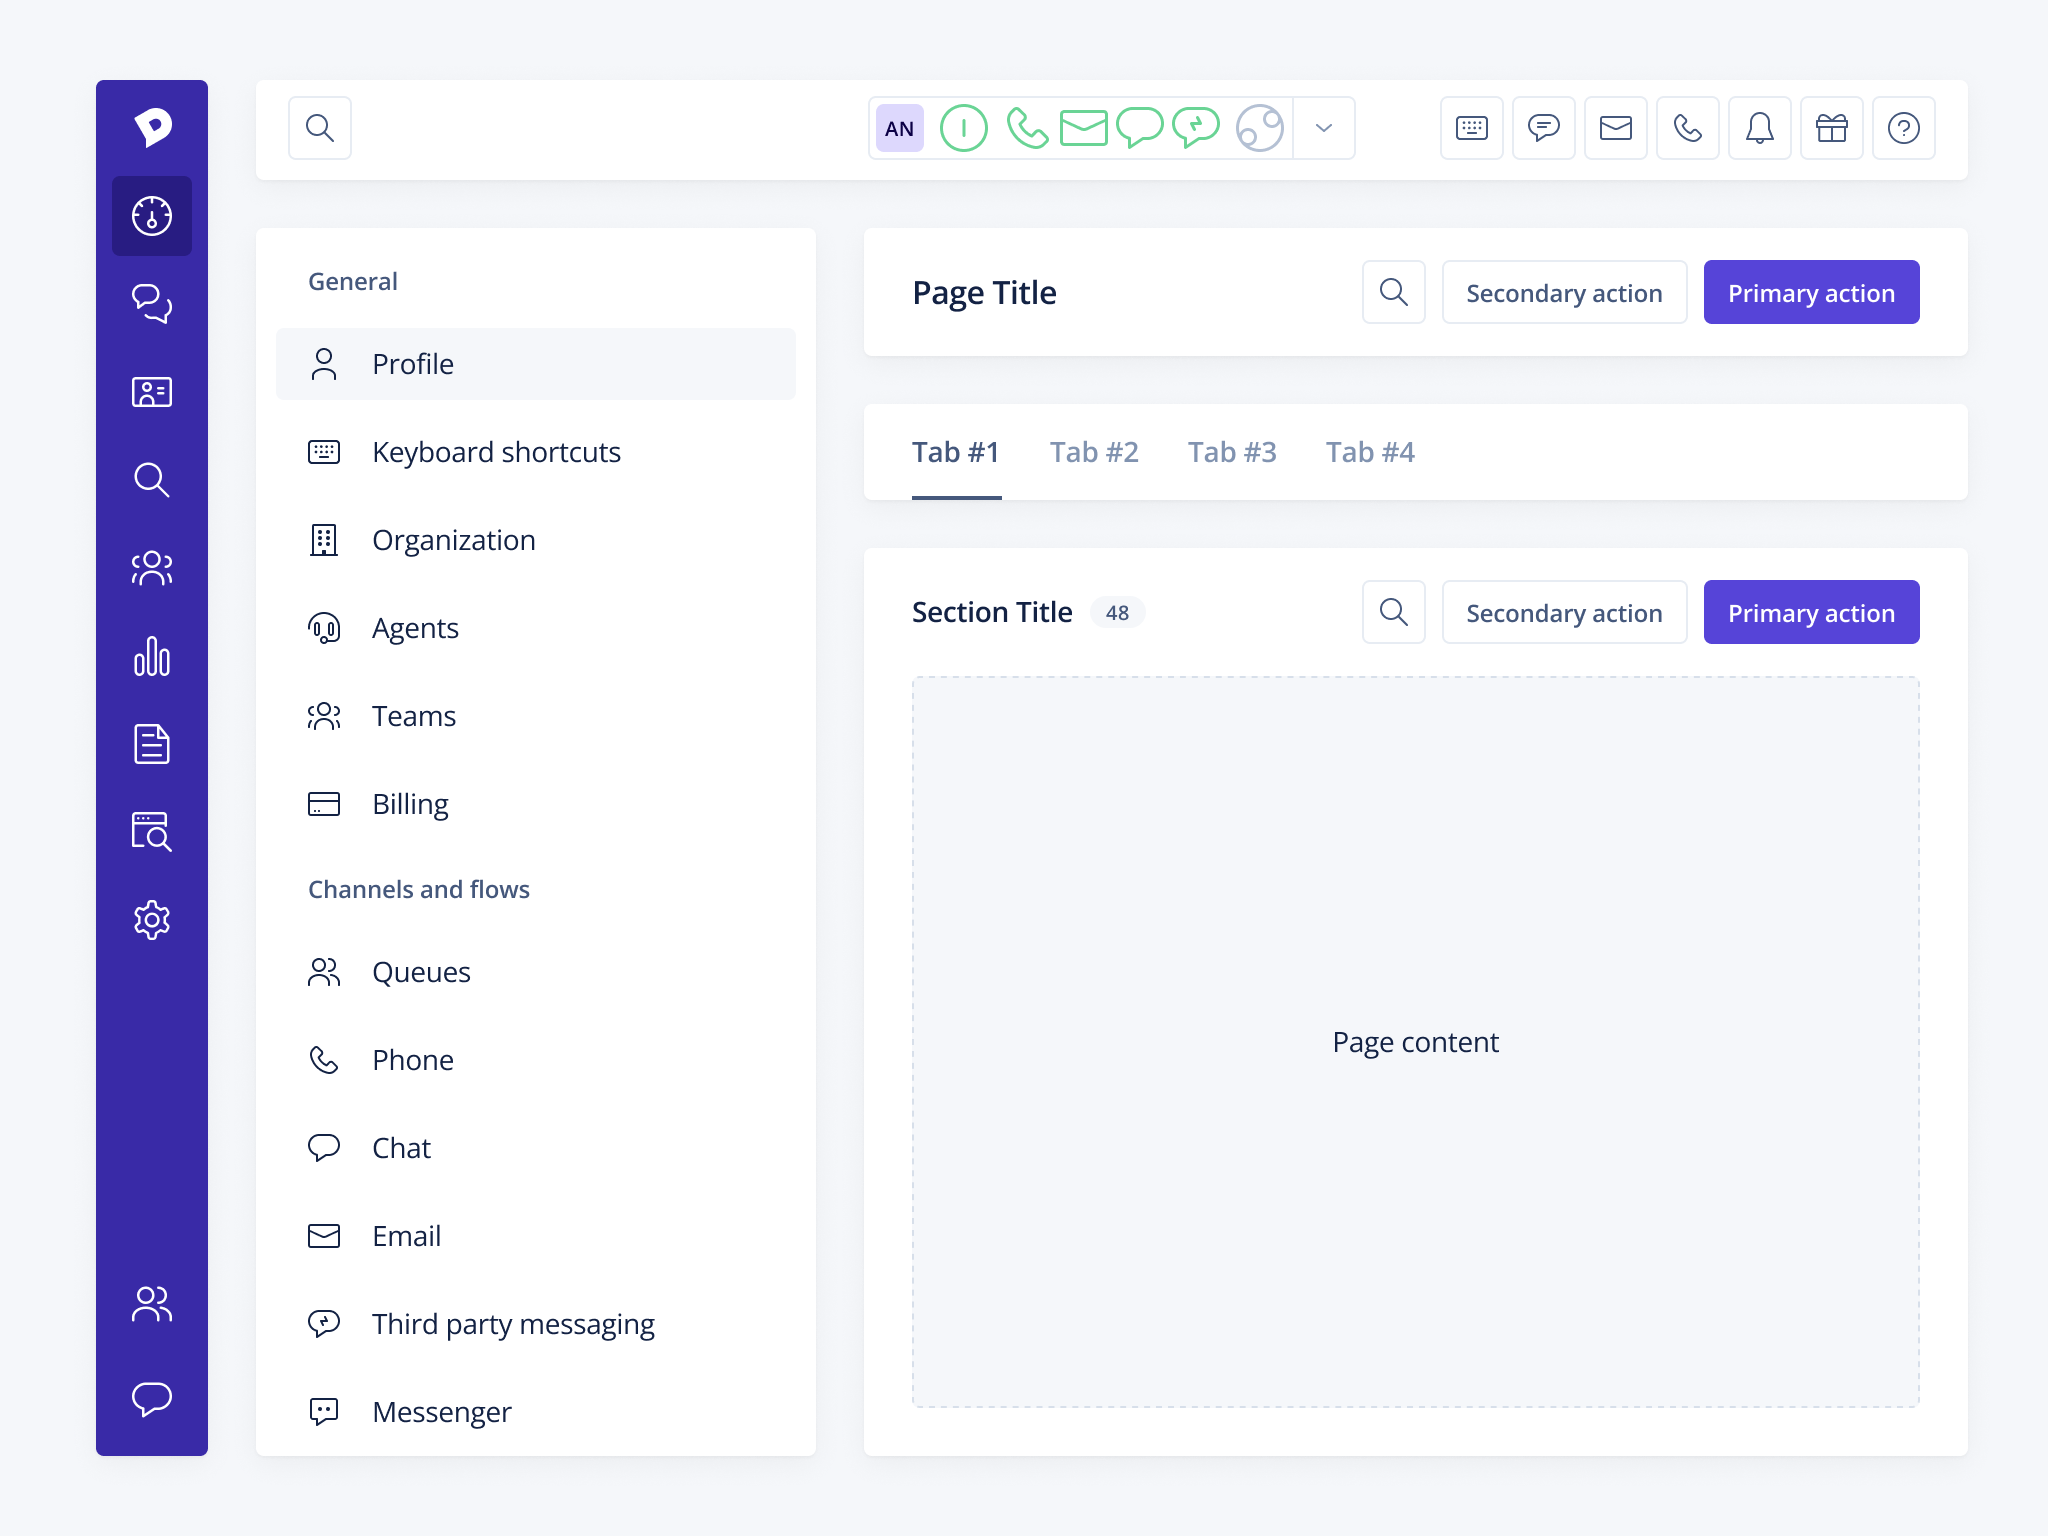 AN
General
Profile
Keyboard shortcuts
Organization
Agents
Teams
Billing
Channels and flows
Queues
Phone
Chat
Email
Third party messaging
Messenger
Page Title
Secondary action
Primary action
Tab #1 Tab #2 Tab #3 Tab #4
Section Title 48
Secondary action
Primary action
Page content